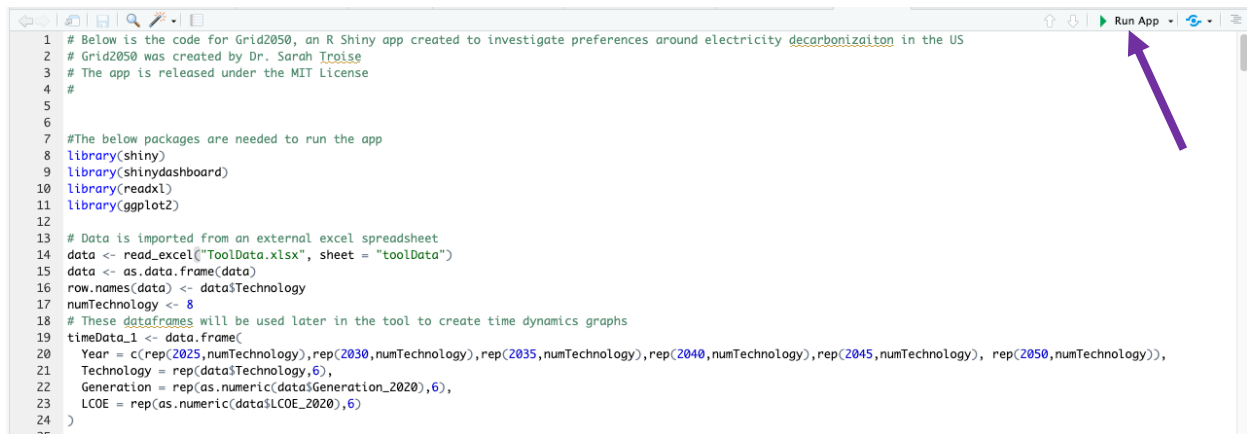 Run App
1 # Below is the code for Grid2050, an R Shiny app created to investigate preferences around electricity decarbonizaiton in the US
2 # Grid2050 was created by Dr. Sarah Troise
3 # The app is released under the MIT License
4 #
5
6
7 #The below packages are needed to run the app
8 library(shiny)
9 library(shinydashboard)
10 library(readxl)
11 library(ggplot2)
12
13 # Data is imported from an external excel spreadsheet
14 data <- read_excel("ToolData.xlsx", sheet = "toolData")
15 data <- as.data.frame(data)
16 row.names(data) <- data$Technology
17 numTechnology <- 8
18 # These dataframes will be used later in the tool to create time dynamics graphs
19 timeData_1 <- data.frame(
20   Year = c(rep(2025,numTechnology),rep(2030,numTechnology),rep(2035,numTechnology),rep(2040,numTechnology),rep(2045,numTechnology), rep(2050,numTechnology)),
21   Technology = rep(data$Technology,6),
22   Generation = rep(as.numeric(data$Generation_2020),6),
23   LCOE = rep(as.numeric(data$LCOE_2020),6)
24 )